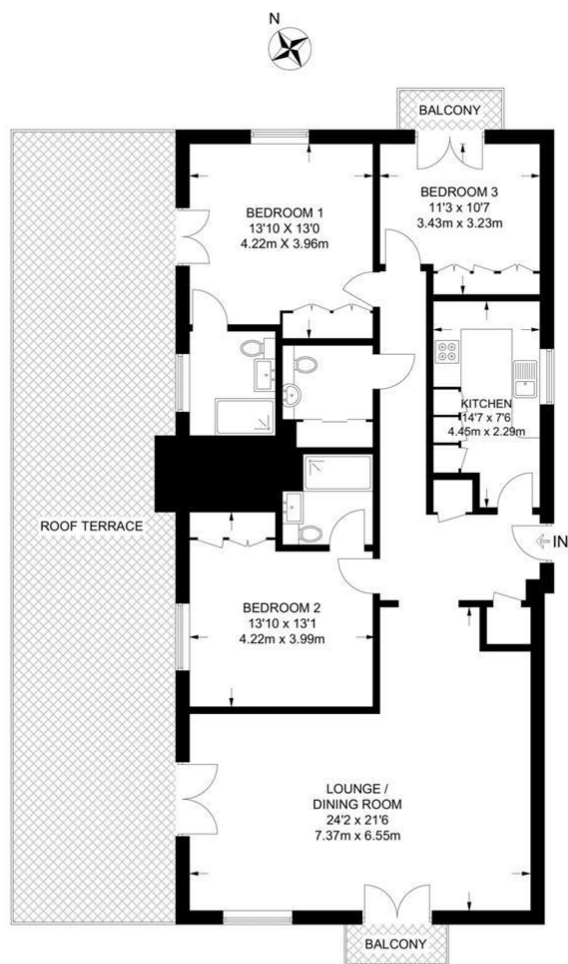 N
BALCONY
BEDROOM 1
13'10 X 13'0
4.22m X 3.96m
BEDROOM 3
11'3 x 10'7
3.43m x 3.23m
KITCHEN
14'7 x 7'6
4.45m x 2.29m
ROOF TERRACE
IN
BEDROOM 2
13'10 x 13'1
4.22m x 3.99m
LOUNGE /
DINING ROOM
24'2 x 21'6
7.37m x 6.55m
BALCONY